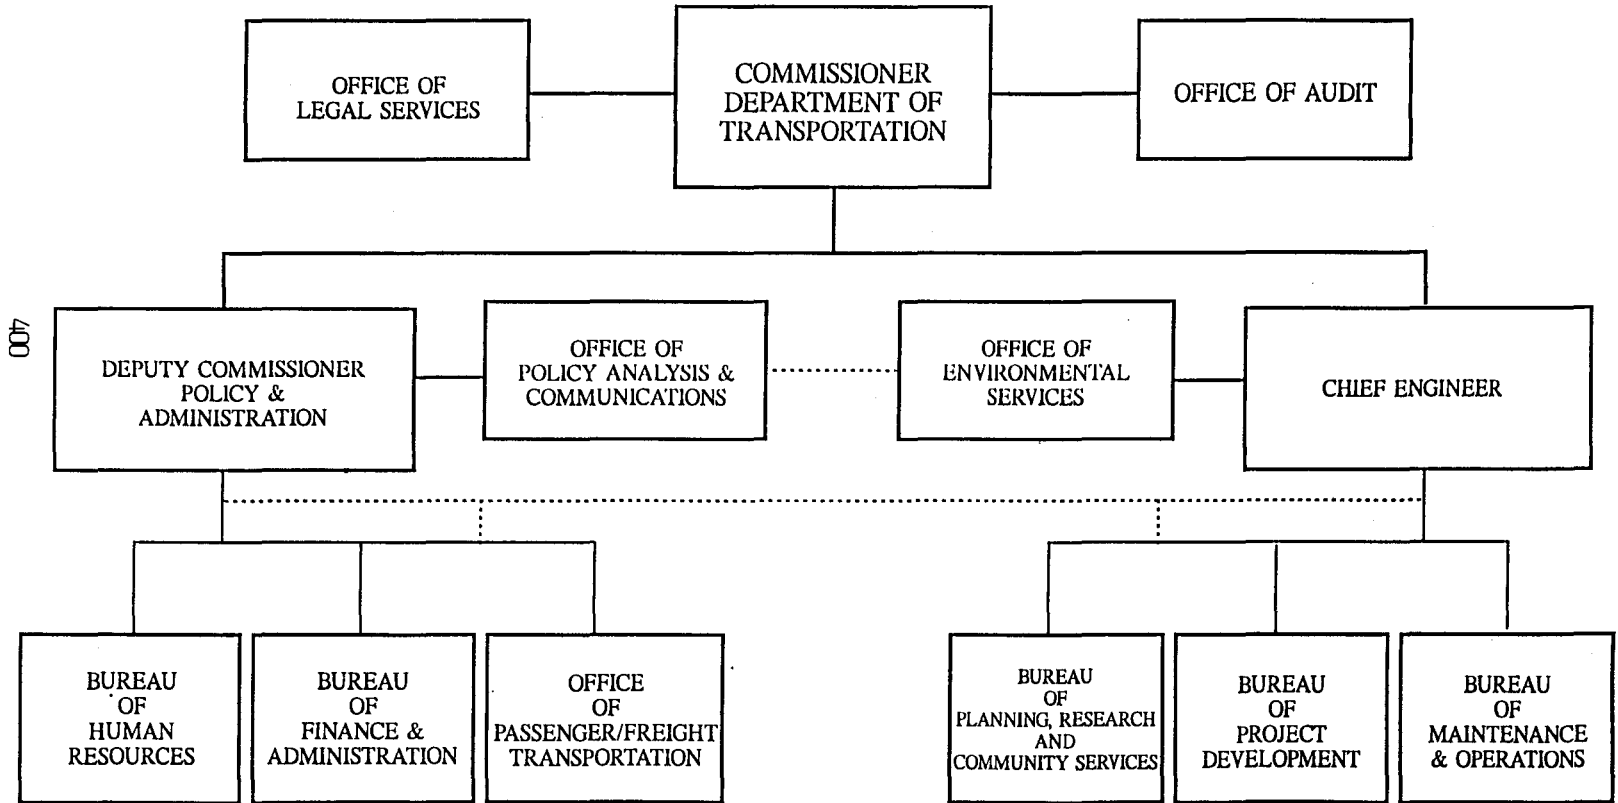 OFFICE OF
LEGAL SERVICES
COMMISSIONER
DEPARTMENT OF
TRANSPORTATION
OFFICE OF AUDIT
400
DEPUTY COMMISSIONER
POLICY &
ADMINISTRATION
OFFICE OF
POLICY ANALYSIS &
COMMUNICATIONS
OFFICE OF
ENVIRONMENTAL
SERVICES
CHIEF ENGINEER
BUREAU
OF
HUMAN
RESOURCES
BUREAU
OF
FINANCE &
ADMINISTRATION
OFFICE
OF
PASSENGER/FREIGHT
TRANSPORTATION
BUREAU
OF
PLANNING, RESEARCH
AND
COMMUNITY SERVICES
BUREAU
OF
PROJECT
DEVELOPMENT
BUREAU
OF
MAINTENANCE
& OPERATIONS